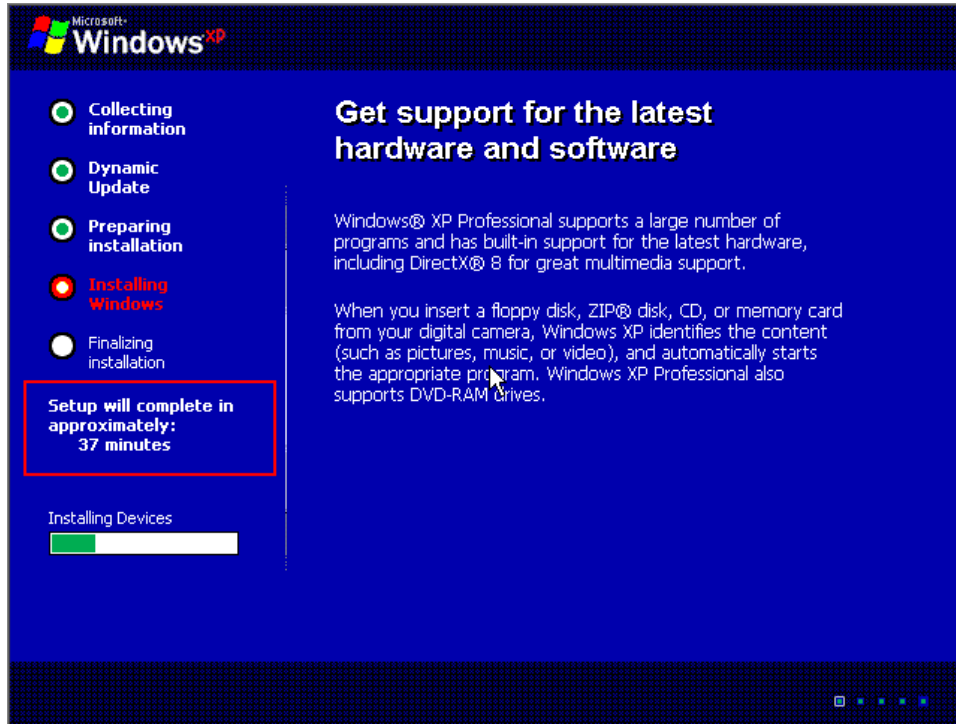 Microsoft®
Windows xp
Collecting
information
Dynamic
Update
Preparing
installation
Installing
Windows
Finalizing
installation
Setup will complete in
approximately:
37 minutes
Installing Devices
Get support for the latest
hardware and software
Windows® XP Professional supports a large number of
programs and has built-in support for the latest hardware,
including DirectX® 8 for great multimedia support.
When you insert a floppy disk, ZIP® disk, CD, or memory card
from your digital camera, Windows XP identifies the content
(such as pictures, music, or video), and automatically starts
the appropriate program. Windows XP Professional also
supports DVD-RAM drives.